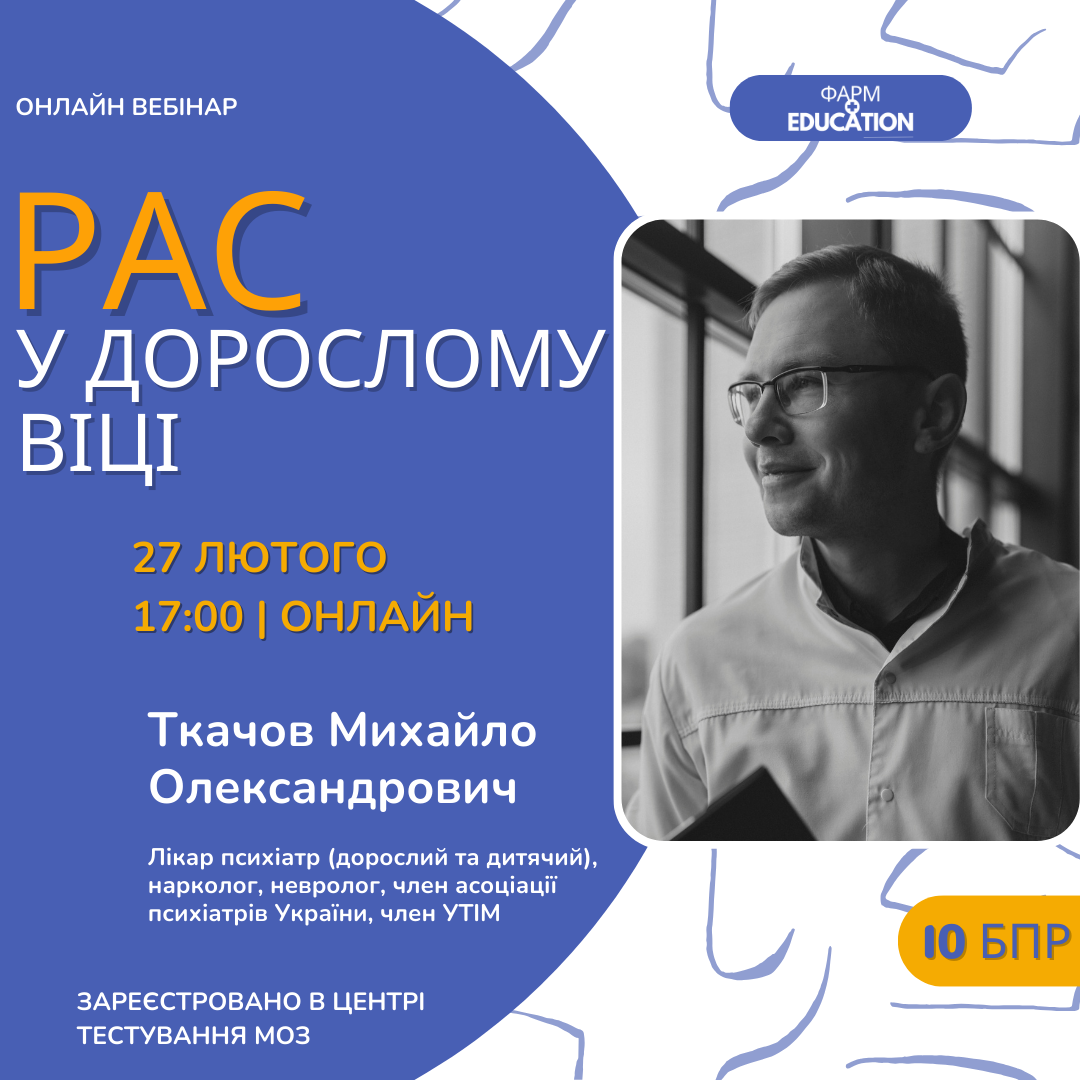 ОНЛАЙН ВЕБІНАР
ФАРМ
EDUCATION
РАС
У ДОРОСЛОМУ
ВІЦІ
27 ЛЮТОГО
17:00 | ОНЛАЙН
Ткачов Михайло
Олександрович
Лікар психіатр (дорослий та дитячий),
нарколог, невролог, член асоціації
психіатрів України, член УТІМ
10 БПР
ЗАРЕЄСТРОВАНО В ЦЕНТРІ
ТЕСТУВАННЯ МОЗ